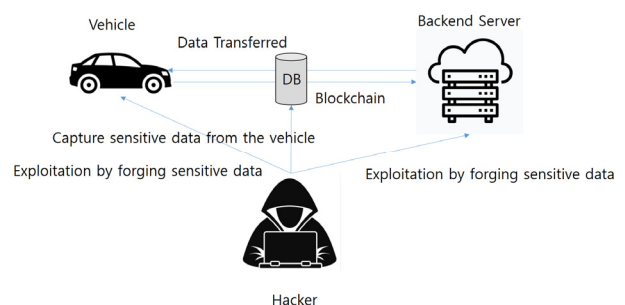 Vehicle
Backend Server
Data Transferred
DB
Blockchain
Capture sensitive data from the vehicle
Exploitation by forging sensitive data
Exploitation by forging sensitive data
Hacker